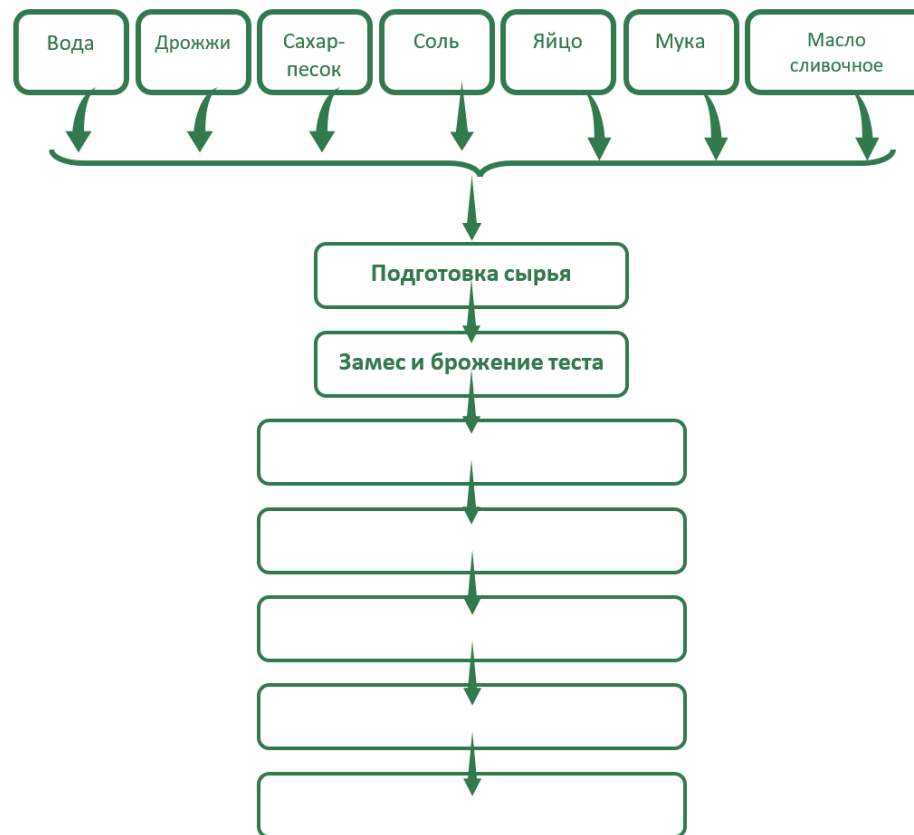 Вода
Дрожжи
Сахар-
песок
Соль
Яйцо
Мука
Масло
сливочное
Подготовка сырья
Замес и брожение теста